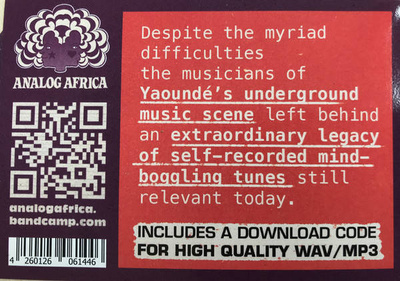 ANALOG AFRICA
analogafrica.
bandcamp.com
4 260126 061446
Despite the myriad
difficulties
the musicians of
Yaoundé's underground
music scene left behind
an extraordinary legacy
of self-recorded mind-
boggling tunes still
relevant today.
INCLUDES A DOWNLOAD CODE
FOR HIGH QUALITY WAV/MP3